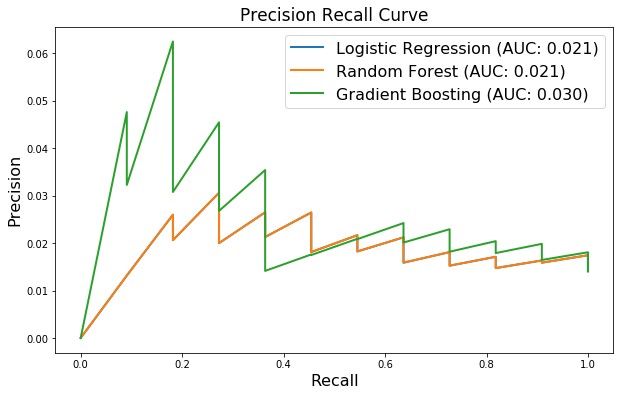 Precision Recall Curve
Logistic Regression (AUC: 0.021)
Random Forest (AUC: 0.021)
Gradient Boosting (AUC: 0.030)
Precision
0.06
0.05
0.04
0.03
0.02
0.01
0.00
0.0 0.2 0.4 0.6 0.8 1.0
Recall